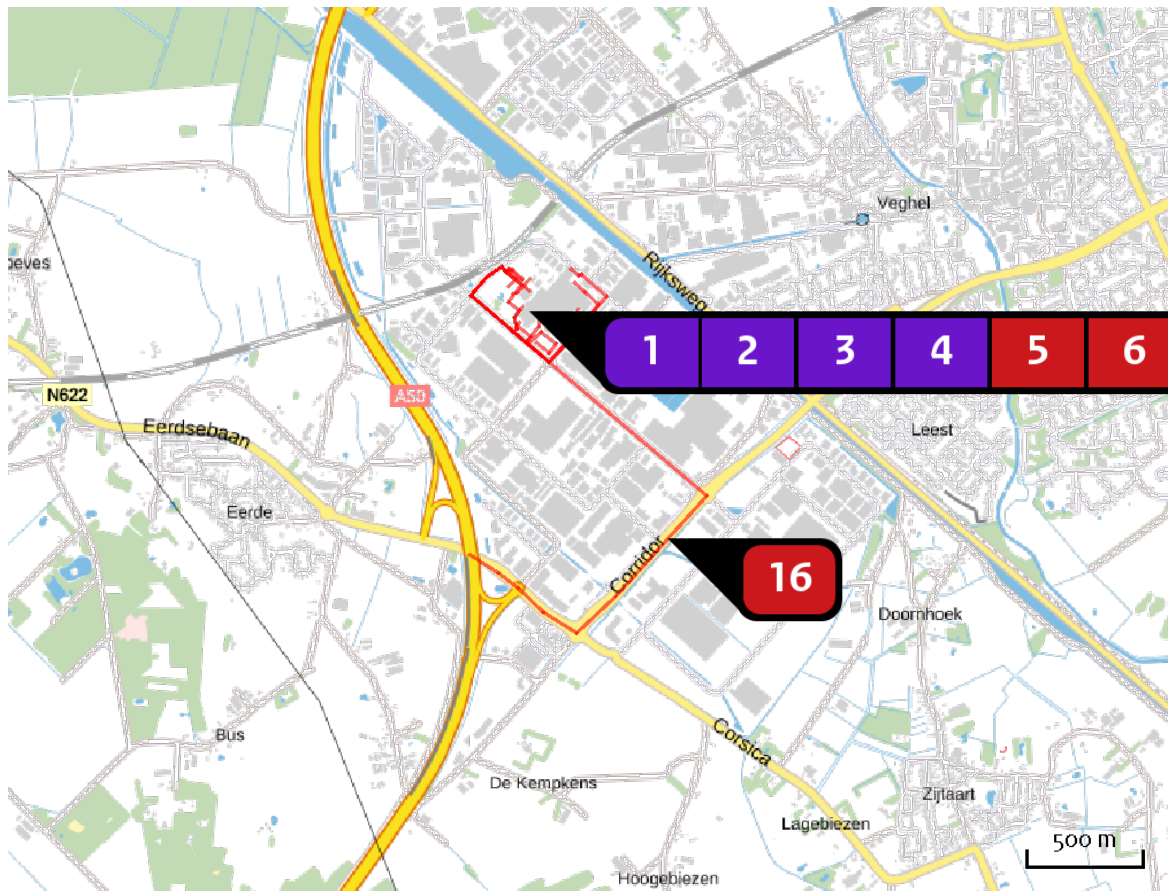 Veghel
oeves
Rijksweg
1 2 3 4 5 6
A50
N622
Eerdsebaan
Leest
Eerde
Corridor
16
Doornhoek
Bus
Corsica
De Kempkens
Zijtaart
Lagebiezen
500 m
Hoogebiezen